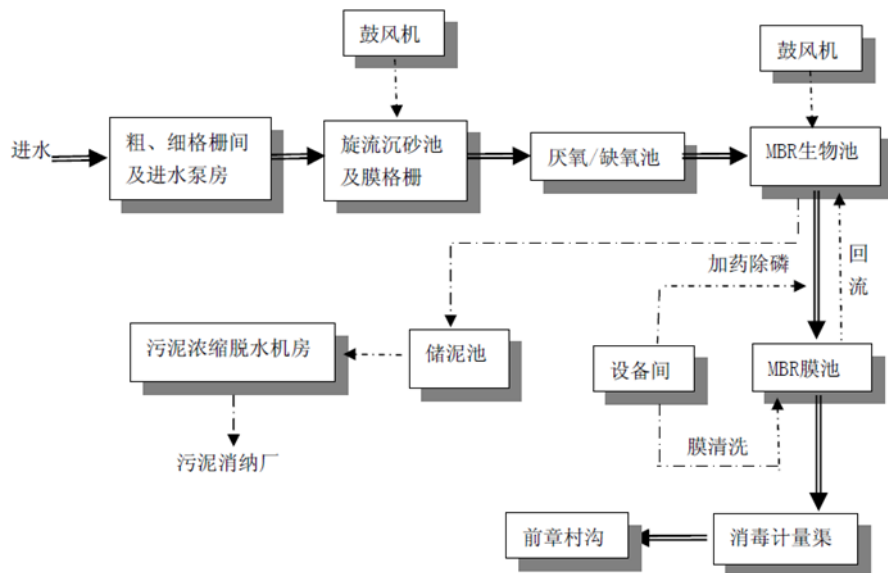 鼓风机
鼓风机
进水
粗、细格栅间
及进水泵房
旋流沉砂池
及膜格栅
厌氧/缺氧池
MBR生物池
加药除磷
回
流
污泥浓缩脱水机房
储泥池
设备间
MBR膜池
膜清洗
污泥消纳厂
前章村沟
消毒计量渠